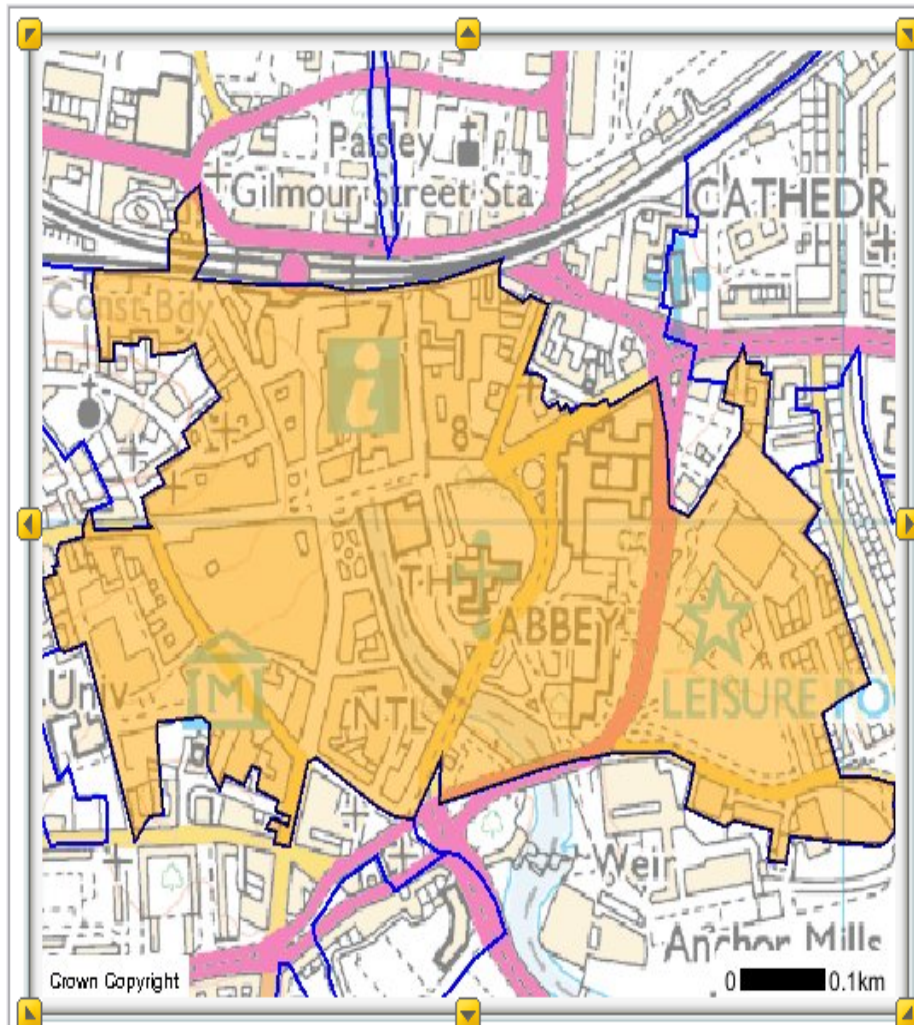 Paisley
Gilmour Street Sta
CATHEDR
Const Bdy
7
i
8
TH
ABBEY
Univ
M
NTL
LEISURE PO
Weir
Anchor Mills
Crown Copyright
0 0.1km